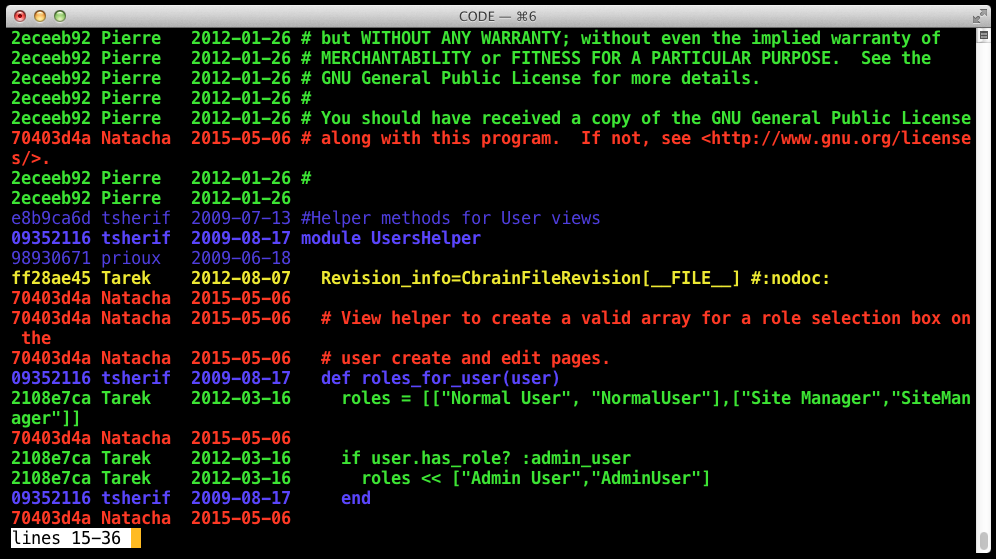 CODE — ⌘6
2eceeb92 Pierre   2012-01-26 # but WITHOUT ANY WARRANTY; without even the implied warranty of
2eceeb92 Pierre   2012-01-26 # MERCHANTABILITY or FITNESS FOR A PARTICULAR PURPOSE.  See the
2eceeb92 Pierre   2012-01-26 # GNU General Public License for more details.
2eceeb92 Pierre   2012-01-26 #
2eceeb92 Pierre   2012-01-26 # You should have received a copy of the GNU General Public License
70403d4a Natacha  2015-05-06 # along with this program.  If not, see <http://www.gnu.org/license
s/>.
2eceeb92 Pierre   2012-01-26 #
2eceeb92 Pierre   2012-01-26
e8b9ca6d tsherif  2009-07-13 #Helper methods for User views
09352116 tsherif  2009-08-17 module UsersHelper
98930671 prioux   2009-06-18
ff28ae45 Tarek    2012-08-07   Revision_info=CbrainFileRevision[__FILE__] #:nodoc:
70403d4a Natacha  2015-05-06
70403d4a Natacha  2015-05-06   # View helper to create a valid array for a role selection box on
 the
70403d4a Natacha  2015-05-06   # user create and edit pages.
09352116 tsherif  2009-08-17   def roles_for_user(user)
2108e7ca Tarek    2012-03-16     roles = [["Normal User", "NormalUser"],["Site Manager","SiteMan
ager"]]
70403d4a Natacha  2015-05-06
2108e7ca Tarek    2012-03-16     if user.has_role? :admin_user
2108e7ca Tarek    2012-03-16       roles << ["Admin User","AdminUser"]
09352116 tsherif  2009-08-17     end
70403d4a Natacha  2015-05-06
lines 15-36